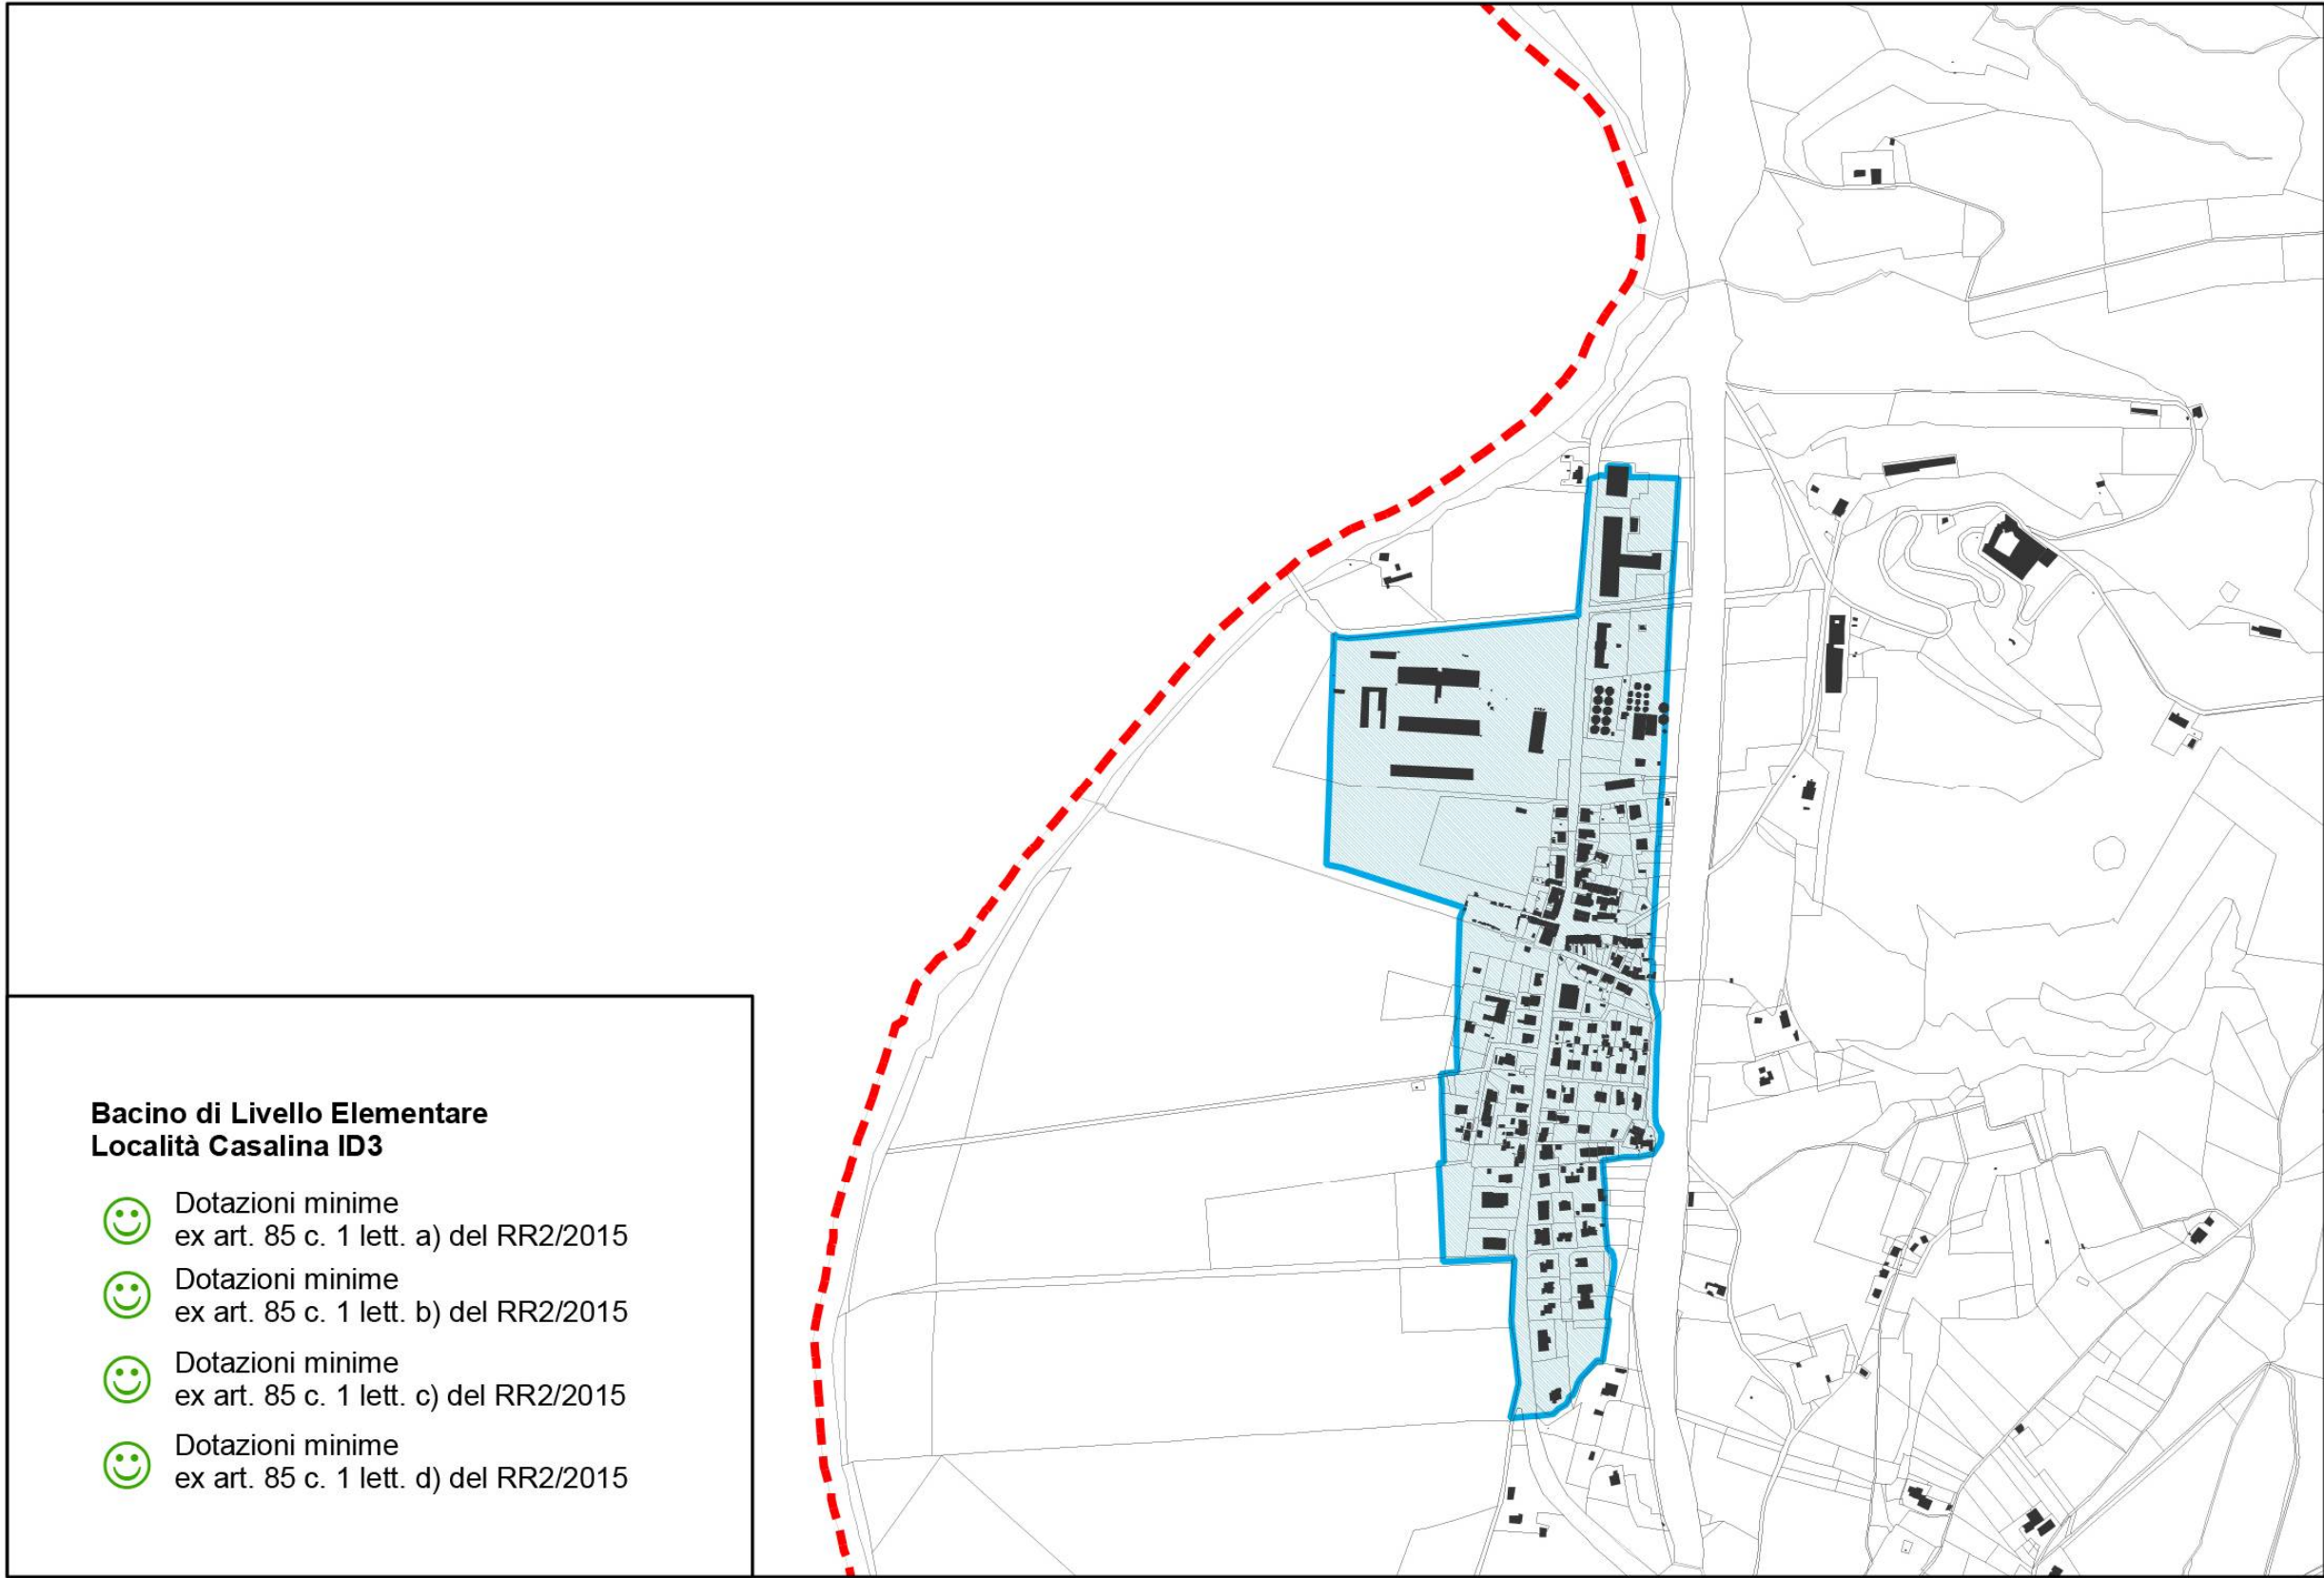 Bacino di Livello Elementare
Località Casalina ID3
Dotazioni minime
ex art. 85 c. 1 lett. a) del RR2/2015
Dotazioni minime
ex art. 85 c. 1 lett. b) del RR2/2015
Dotazioni minime
ex art. 85 c. 1 lett. c) del RR2/2015
Dotazioni minime
ex art. 85 c. 1 lett. d) del RR2/2015